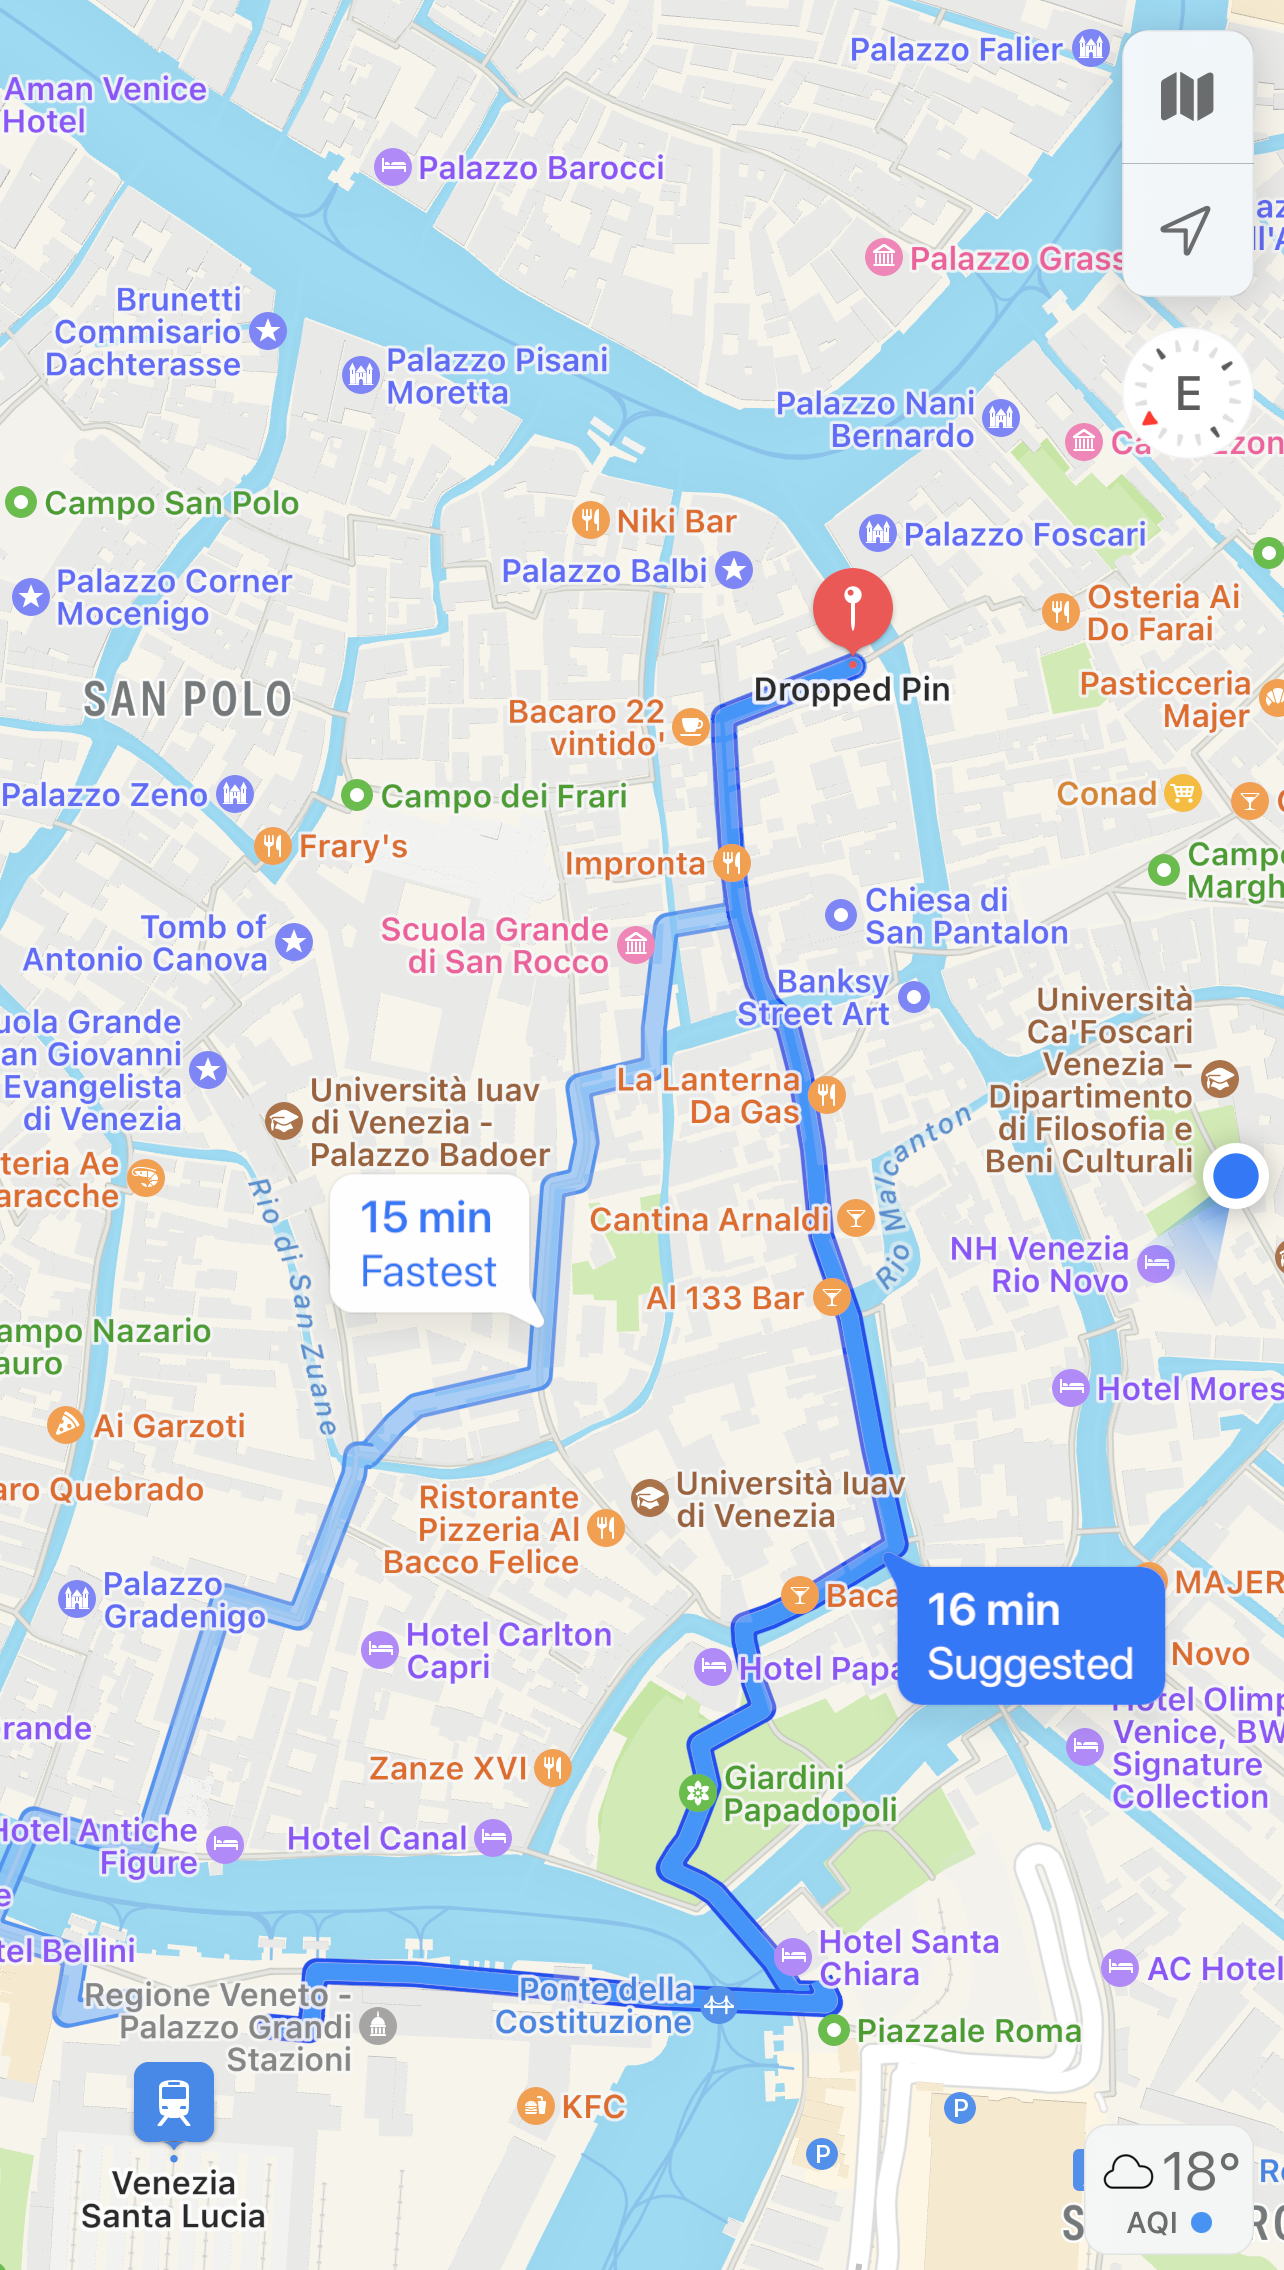 Palazzo Falier
Aman Venice
Hotel
Palazzo Barocci
Palazzo Grass
Brunetti
Commisario
Dachterasse
Palazzo Pisani
Moretta
E
Palazzo Nani
Bernardo
Campo San Polo
Niki Bar
Palazzo Foscari
Palazzo Balbi
Palazzo Corner
Mocenigo
Osteria Ai
Do Farai
SAN POLO
Dropped Pin
Pasticceria
Majer
Bacaro 22
vintido'
Palazzo Zeno
Campo dei Frari
Conad
Frary's
Impronta
Campo
Margh
Chiesa di
San Pantalon
Tomb of
Antonio Canova
Scuola Grande
di San Rocco
Banksy
Street Art
Università
Ca'Foscari
Venezia –
Dipartimento
di Filosofia e
Beni Culturali
uola Grande
an Giovanni
Evangelista
di Venezia
Università Iuav
di Venezia -
Palazzo Badoer
La Lanterna
Da Gas
teria Ae
aracche
Rio di San Zuane
Rio Malcanton
15 min
Fastest
Cantina Arnaldi
NH Venezia
Rio Novo
Al 133 Bar
ampo Nazario
auro
Hotel Mores
Ai Garzoti
aro Quebrado
Ristorante
Pizzeria Al
Bacco Felice
Università Iuav
di Venezia
Palazzo
Gradenigo
Baca
MAJER
16 min
Suggested
Hotel Carlton
Capri
Hotel Papa
Novo
rande
Hotel Olimp
Venice, BW
Signature
Collection
Zanze XVI
Giardini
Papadopoli
Hotel Antiche
Figure
Hotel Canal
e
tel Bellini
Hotel Santa
Chiara
AC Hotel
Regione Veneto -
Palazzo Grandi
Stazioni
Ponte della
Costituzione
Piazzale Roma
KFC
P
P
Venezia
Santa Lucia
18°
AQI